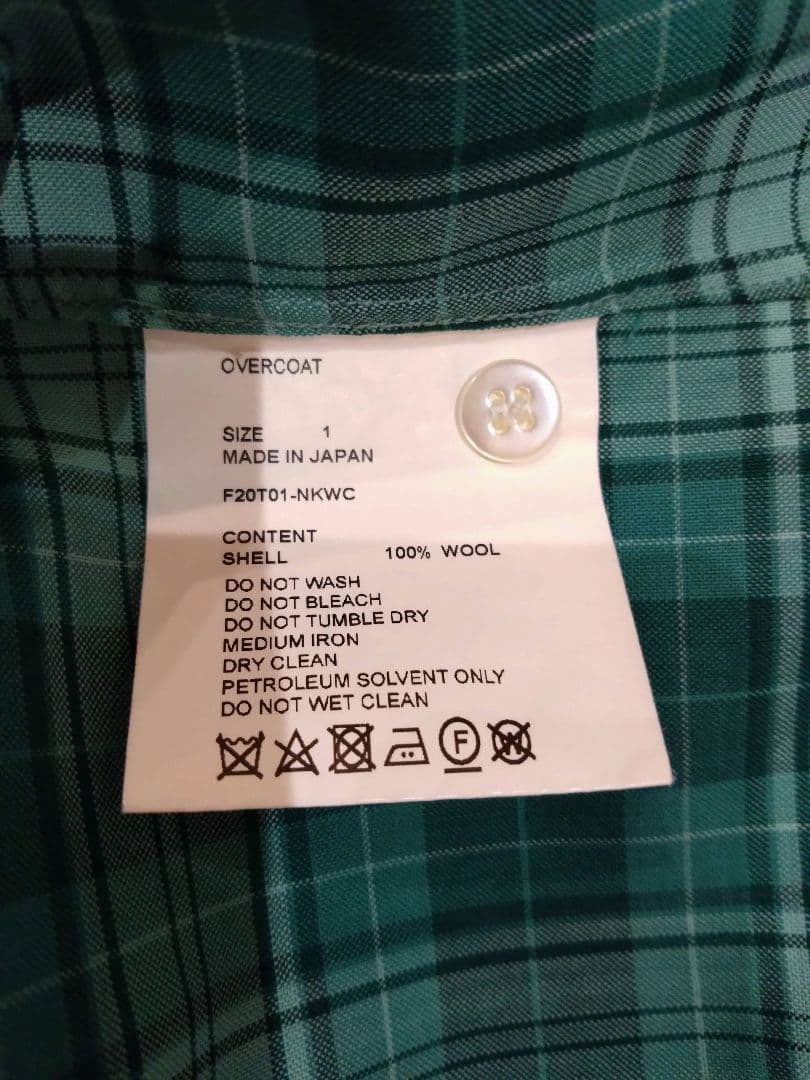 OVERCOAT
SIZE 1
MADE IN JAPAN
F20T01-NKWC
CONTENT
SHELL 100% WOOL
DO NOT WASH
DO NOT BLEACH
DO NOT TUMBLE DRY
MEDIUM IRON
DRY CLEAN
PETROLEUM SOLVENT ONLY
DO NOT WET CLEAN
F W